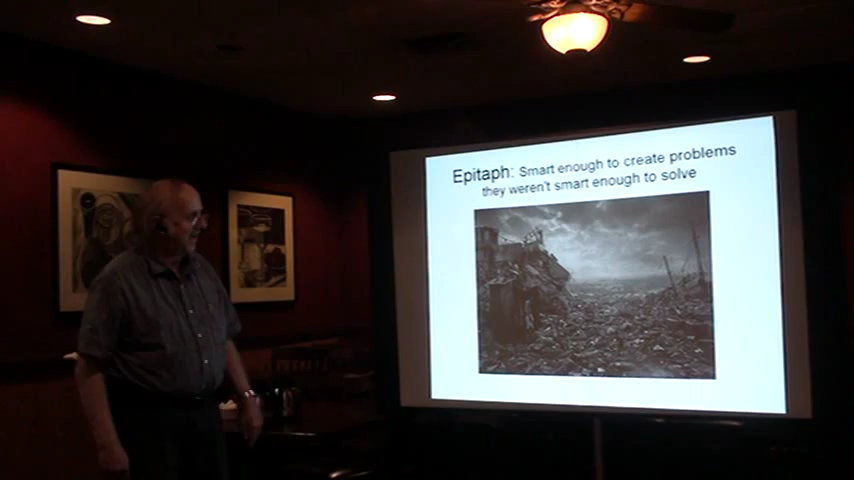 Epitaph: Smart enough to create problems
they weren't smart enough to solve